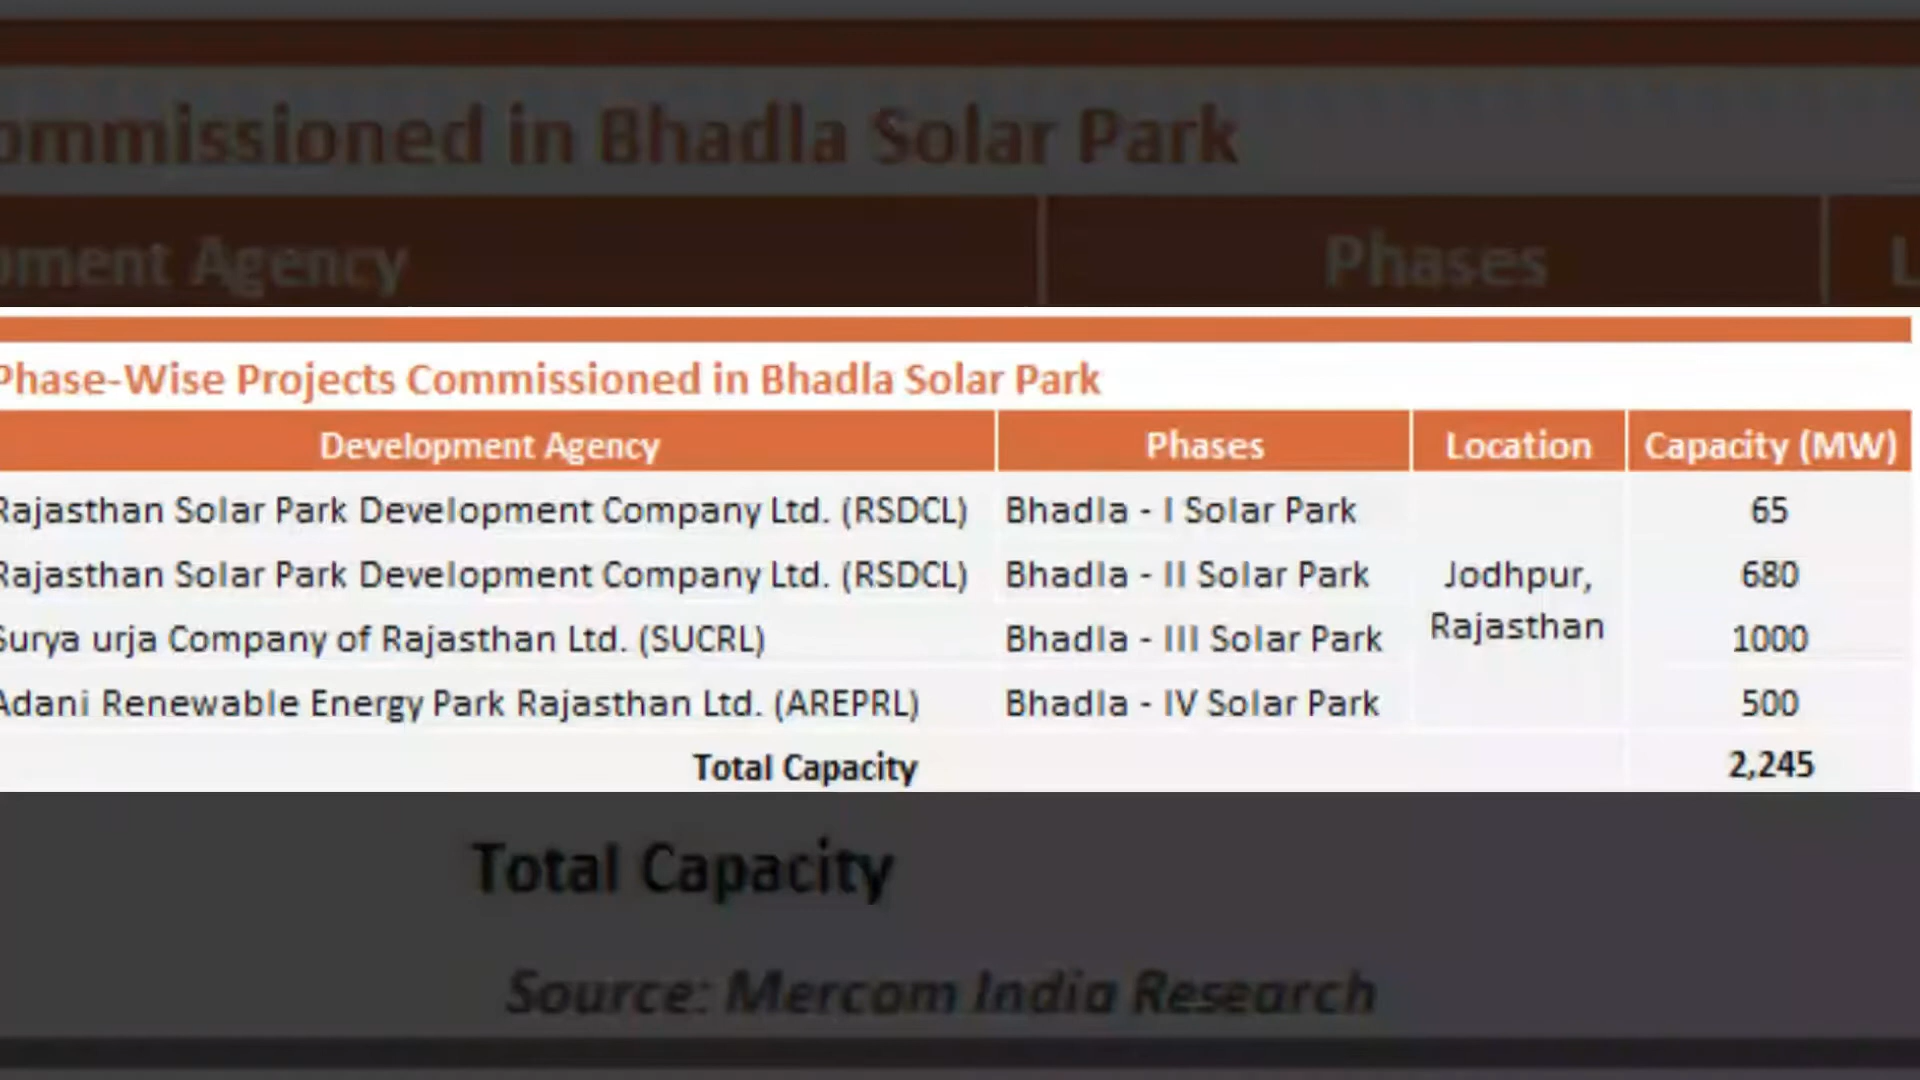 ommissioned in Bhadla Solar Park
pment Agency Phases L
Phase-Wise Projects Commissioned in Bhadla Solar Park
Development Agency Phases Location Capacity (MW)
Rajasthan Solar Park Development Company Ltd. (RSDCL) Bhadla - I Solar Park 65
Rajasthan Solar Park Development Company Ltd. (RSDCL) Bhadla - II Solar Park Jodhpur, 680
Rajasthan
Surya urja Company of Rajasthan Ltd. (SUCRL) Bhadla - III Solar Park 1000
Adani Renewable Energy Park Rajasthan Ltd. (AREPRL) Bhadla - IV Solar Park 500
Total Capacity 2,245
Total Capacity
Source: Mercom India Research